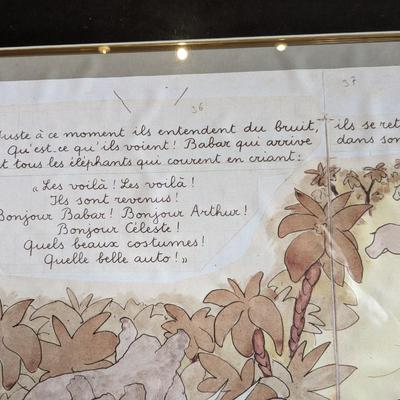 36
37
Juste à ce moment ils entendent du bruit,
Qu'est-ce qu'ils voient! Babar qui arrive
et tous les éléphants qui courent en criant:
"Les voilà! Les voilà!
Ils sont revenus!
Bonjour Babar! Bonjour Arthur!
Bonjour Céleste!
Quels beaux costumes!
Quelle belle auto!"
ils se ret
dans son